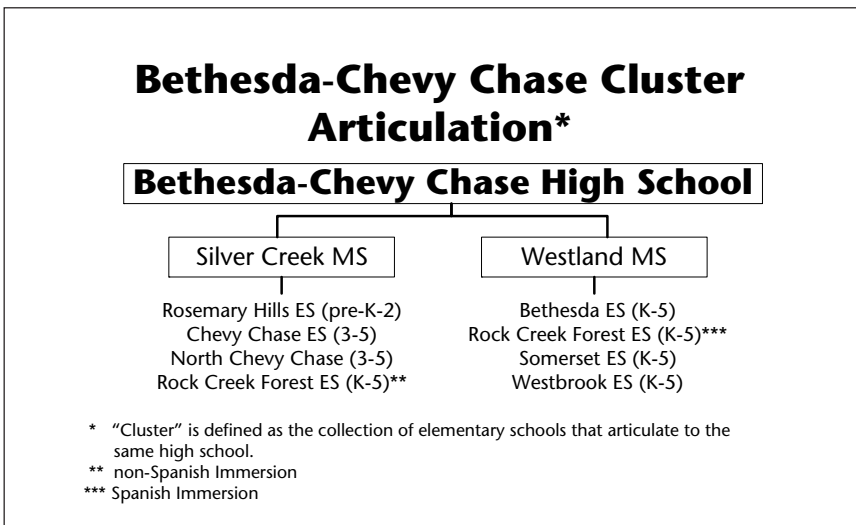 Bethesda-Chevy Chase Cluster
Articulation*
Bethesda-Chevy Chase High School
Silver Creek MS
Rosemary Hills ES (pre-K-2)
Chevy Chase ES (3-5)
North Chevy Chase (3-5)
Rock Creek Forest ES (K-5)**
Westland MS
Bethesda ES (K-5)
Rock Creek Forest ES (K-5)***
Somerset ES (K-5)
Westbrook ES (K-5)
* “Cluster” is defined as the collection of elementary schools that articulate to the
same high school.
** non-Spanish Immersion
*** Spanish Immersion